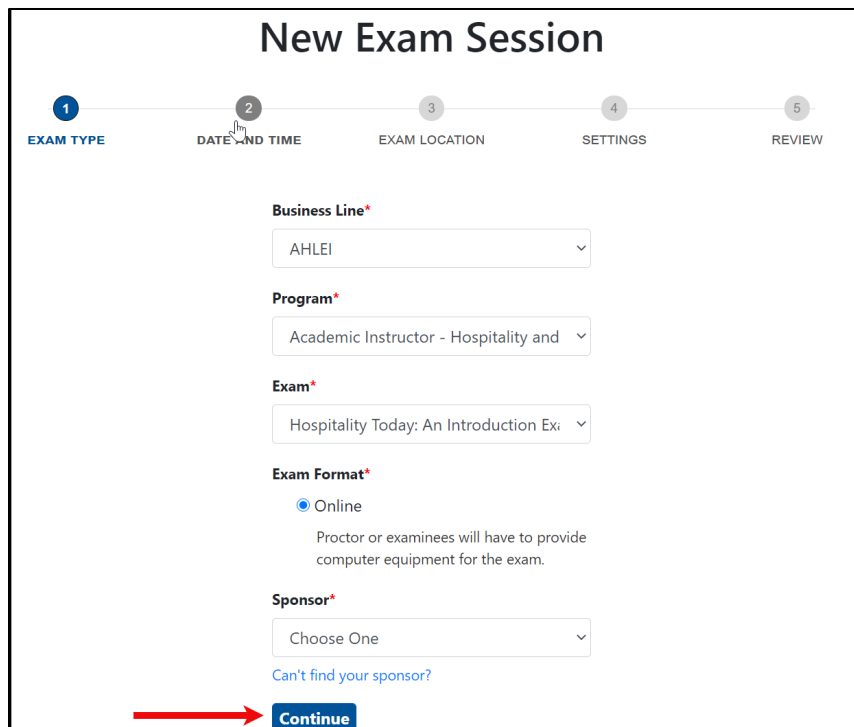 New Exam Session
1 2 3 4 5
EXAM TYPE DATE AND TIME EXAM LOCATION SETTINGS REVIEW
Business Line*
AHLEI
Program*
Academic Instructor - Hospitality and
Exam*
Hospitality Today: An Introduction Exa
Exam Format*
Online
Proctor or examinees will have to provide
computer equipment for the exam.
Sponsor*
Choose One
Can't find your sponsor?
Continue